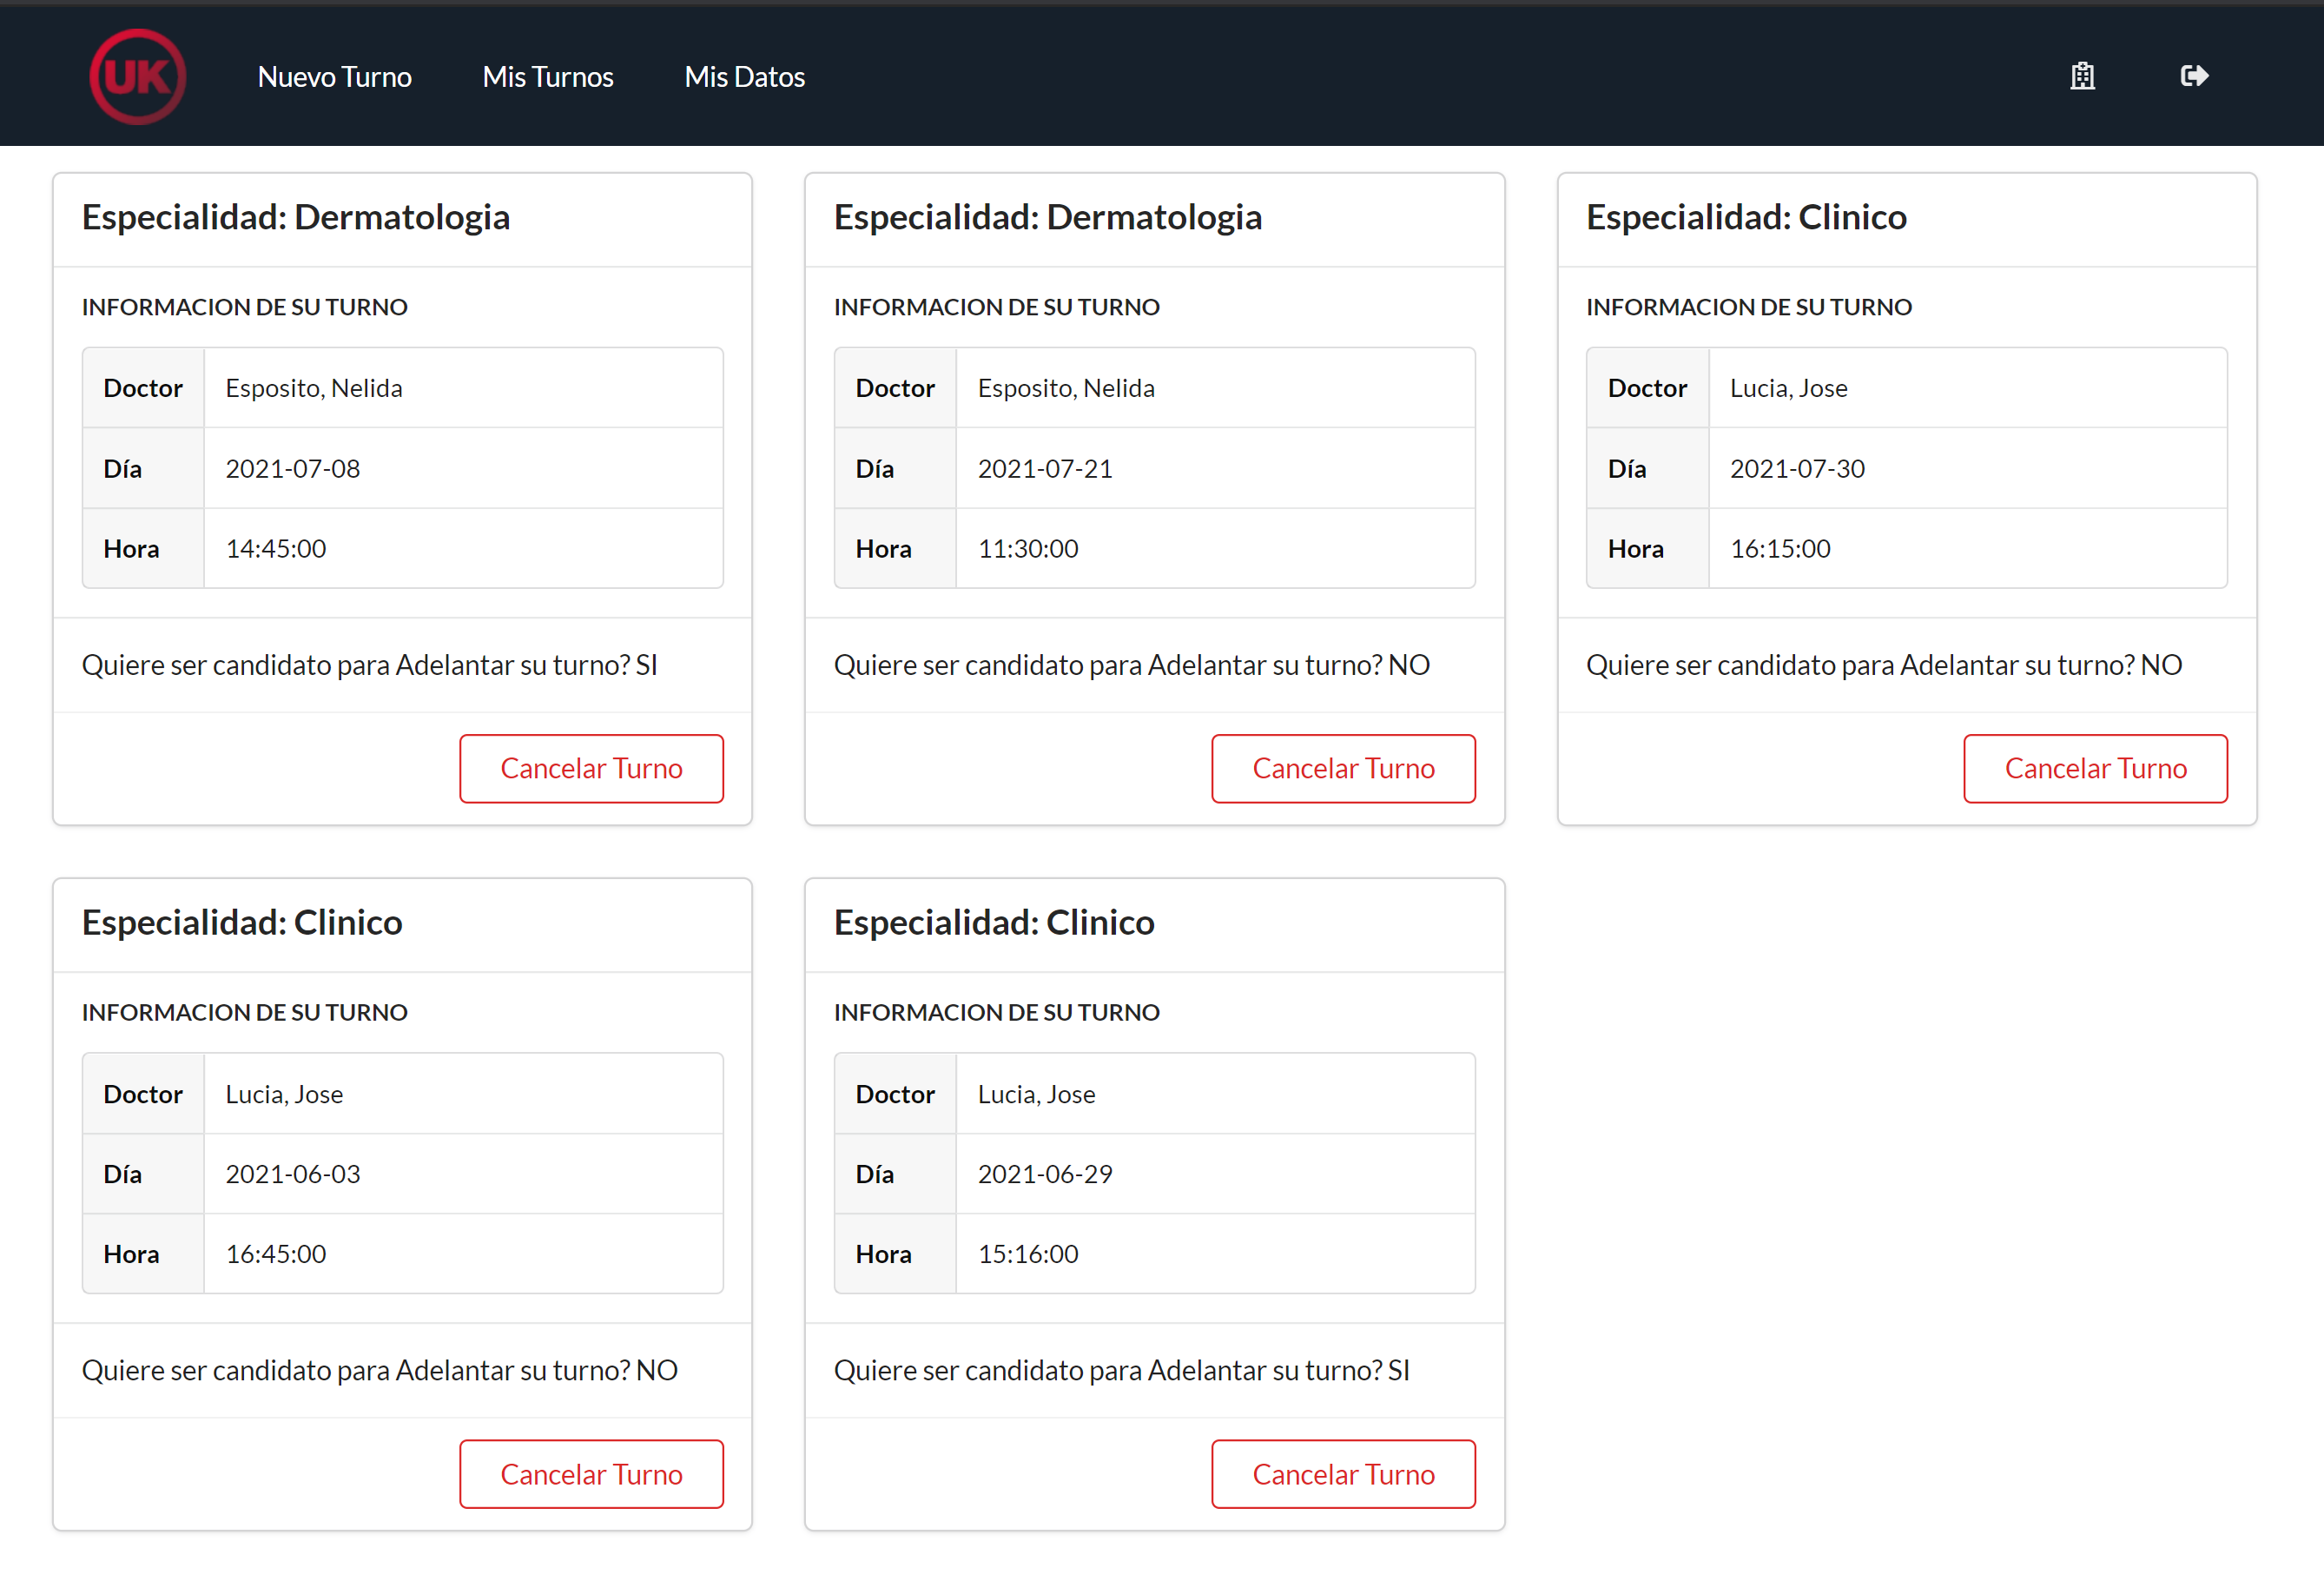 UK
Nuevo Turno
Mis Turnos
Mis Datos
Especialidad: Dermatologia
INFORMACION DE SU TURNO
Doctor Esposito, Nelida
Día 2021-07-08
Hora 14:45:00
Quiere ser candidato para Adelantar su turno? SI
Cancelar Turno
Especialidad: Dermatologia
INFORMACION DE SU TURNO
Doctor Esposito, Nelida
Día 2021-07-21
Hora 11:30:00
Quiere ser candidato para Adelantar su turno? NO
Cancelar Turno
Especialidad: Clinico
INFORMACION DE SU TURNO
Doctor Lucia, Jose
Día 2021-07-30
Hora 16:15:00
Quiere ser candidato para Adelantar su turno? NO
Cancelar Turno
Especialidad: Clinico
INFORMACION DE SU TURNO
Doctor Lucia, Jose
Día 2021-06-03
Hora 16:45:00
Quiere ser candidato para Adelantar su turno? NO
Cancelar Turno
Especialidad: Clinico
INFORMACION DE SU TURNO
Doctor Lucia, Jose
Día 2021-06-29
Hora 15:16:00
Quiere ser candidato para Adelantar su turno? SI
Cancelar Turno